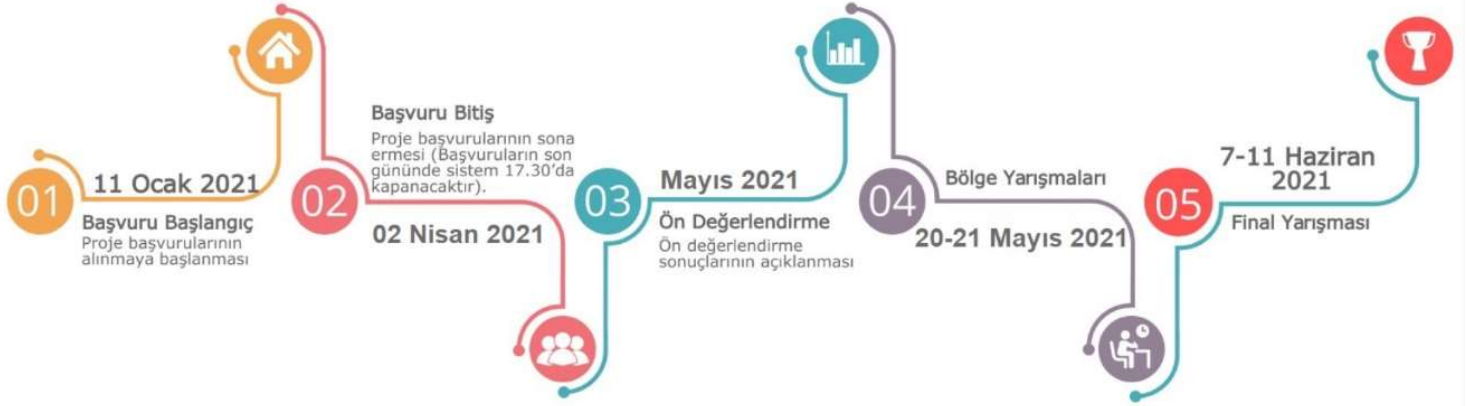 01
11 Ocak 2021
Başvuru Başlangıç
Proje başvurularının
alınmaya başlanması
02
Başvuru Bitiş
Proje başvurularının sona
ermesi (Başvuruların son
gününde sistem 17.30'da
kapanacaktır).
02 Nisan 2021
03
Mayıs 2021
Ön Değerlendirme
Ön değerlendirme
sonuçlarının açıklanması
04
Bölge Yarışmaları
20-21 Mayıs 2021
05
7-11 Haziran
2021
Final Yarışması